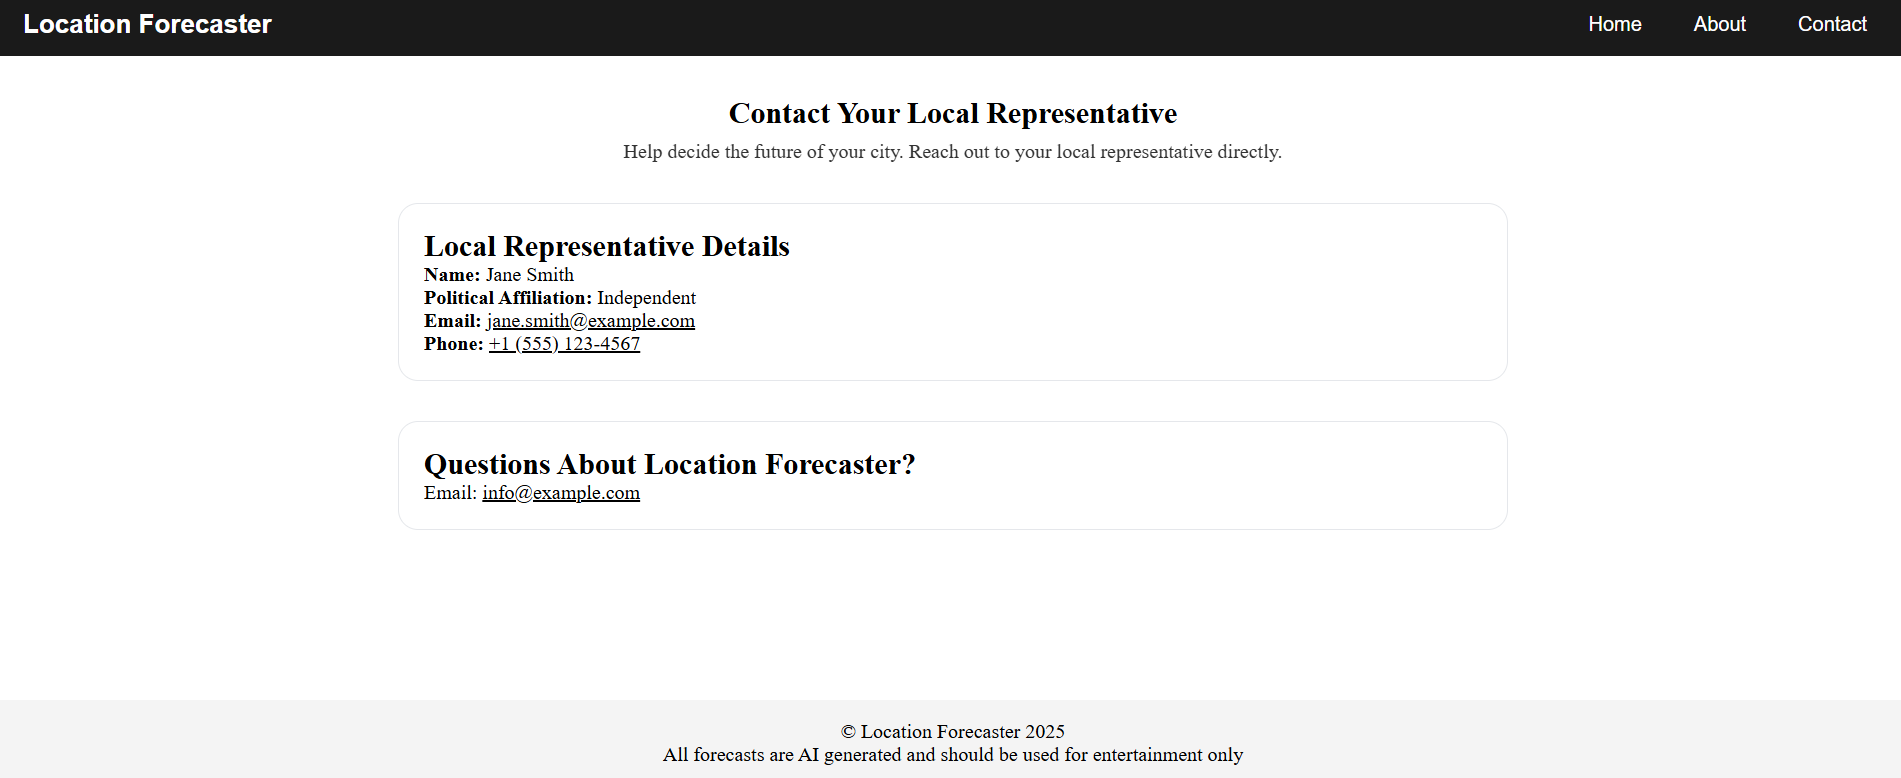 Location Forecaster
Home About Contact
Contact Your Local Representative
Help decide the future of your city. Reach out to your local representative directly.
Local Representative Details
Name: Jane Smith
Political Affiliation: Independent
Email: jane.smith@example.com
Phone: +1 (555) 123-4567
Questions About Location Forecaster?
Email: info@example.com
© Location Forecaster 2025
All forecasts are AI generated and should be used for entertainment only